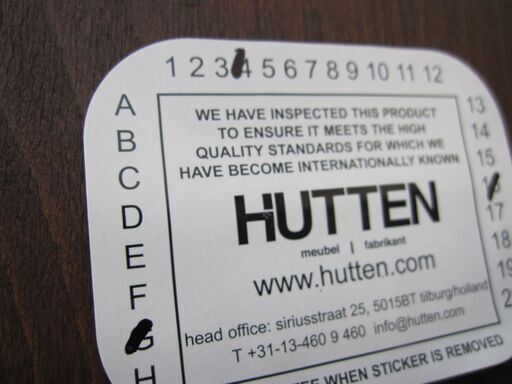 1 2 3 4 5 6 7 8 9 10 11 12
A
B
C
D
E
F
G
H
WE HAVE INSPECTED THIS PRODUCT
TO ENSURE IT MEETS THE HIGH
QUALITY STANDARDS FOR WHICH WE
HAVE BECOME INTERNATIONALLY KNOWN
HUTTEN
meubel | fabrikant
www.hutten.com
head office: siriusstraat 25, 5015BT tilburg/holland
T +31-13-460 9 460 info@hutten.com
WHEN STICKER IS REMOVED
13
14
15
16
17
18
19